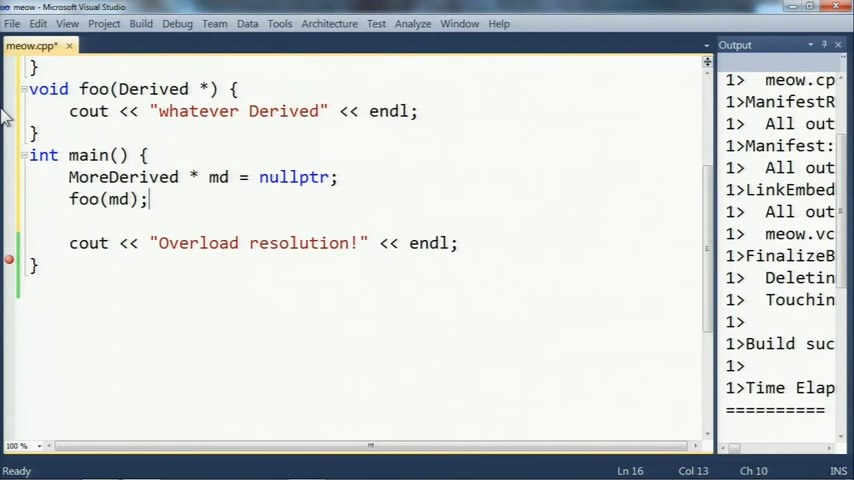 meow - Microsoft Visual Studio
File Edit View Project Build Debug Team Data Tools Architecture Test Analyze Window Help
meow.cpp*
}
void foo(Derived *) {
cout << "whatever Derived" << endl;
}
int main() {
MoreDerived * md = nullptr;
foo(md);
cout << "Overload resolution!" << endl;
}
100 %
Output
1> meow.cp
1>ManifestR
1> All out
1>Manifest:
1> All out
1>LinkEmbed
1> All out
1> meow.vc
1>FinalizeB
1> Deletin
1> Touchin
1>
1>Build suc
1>
1>Time Elap
==========
Ready Ln 16 Col 13 Ch 10 INS